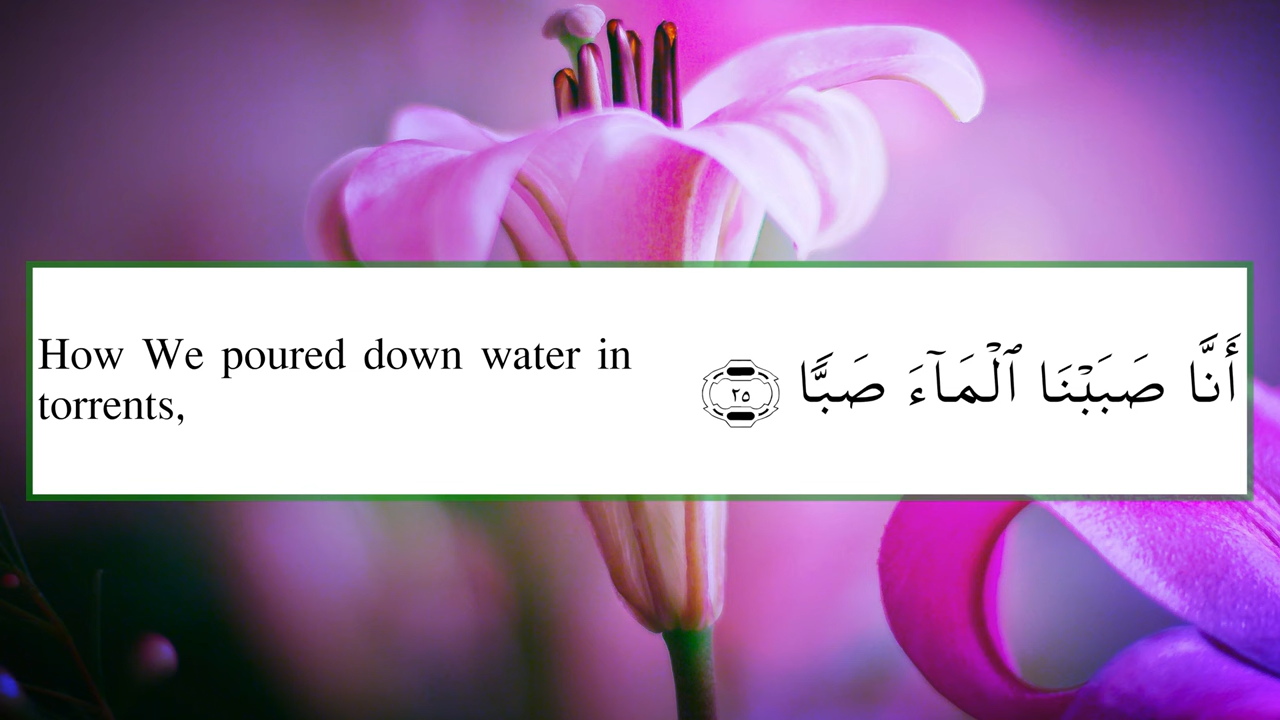 How We poured down water in
torrents,
أَنَّا صَبَبْنَا ٱلْمَآءَ صَبًّا ٢٥